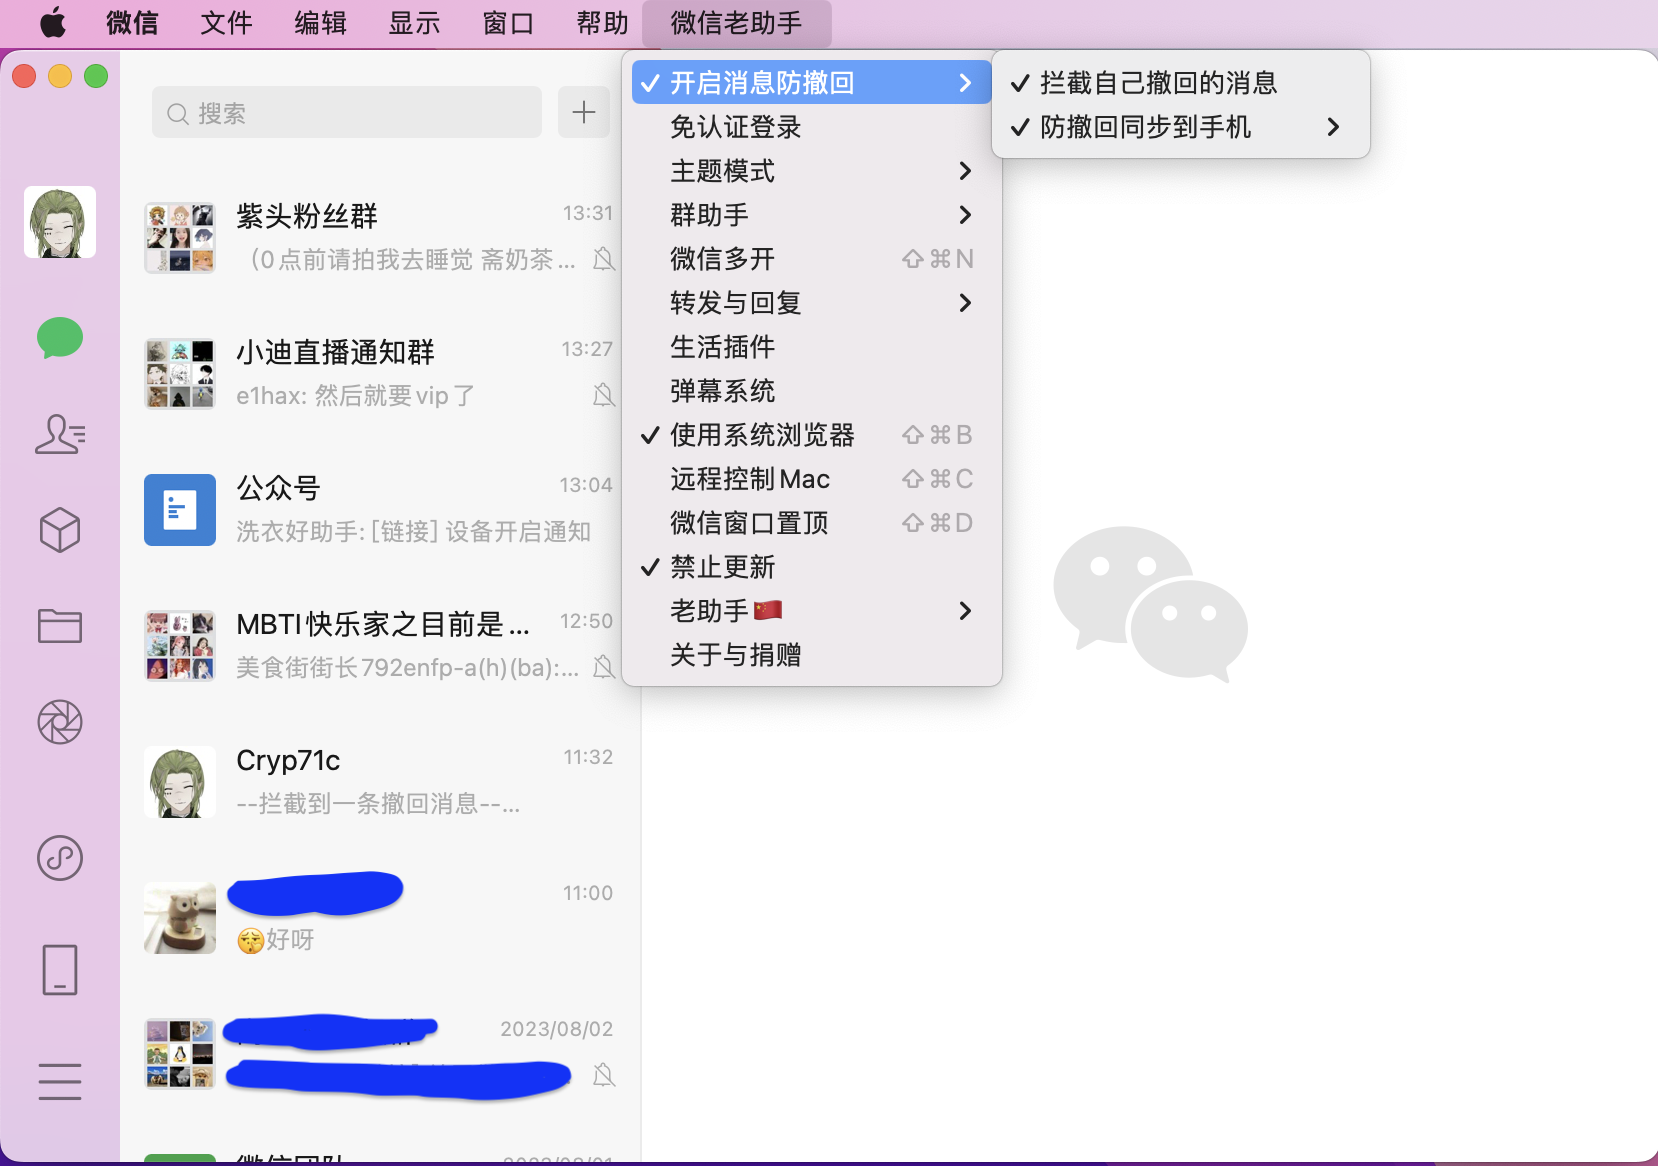 微信 文件 编辑 显示 窗口 帮助 微信老助手
搜索
紫头粉丝群 13:31
（0点前请拍我去睡觉 斋奶茶...
小迪直播通知群 13:27
e1hax: 然后就要vip了
公众号 13:04
洗衣好助手: [链接] 设备开启通知
MBTI快乐家之目前是... 12:50
美食街街长792enfp-a(h)(ba):...
Cryp71c 11:32
--拦截到一条撤回消息--...
11:00
好呀
2023/08/02
开启消息防撤回
免认证登录
主题模式
群助手
微信多开 ⇧⌘N
转发与回复
生活插件
弹幕系统
使用系统浏览器 ⇧⌘B
远程控制Mac ⇧⌘C
微信窗口置顶 ⇧⌘D
禁止更新
老助手🇨🇳
关于与捐赠
拦截自己撤回的消息
防撤回同步到手机